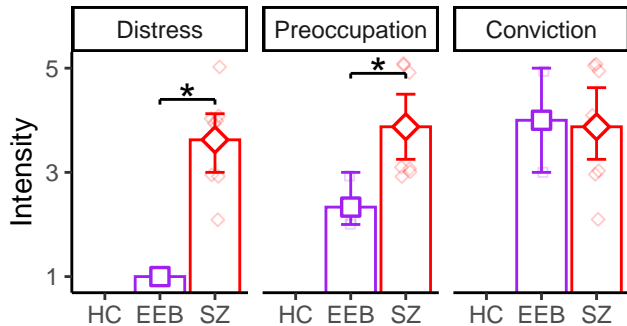 Distress Preoccupation Conviction
* *
5
3
1
Intensity
HC EEB SZ HC EEB SZ HC EEB SZ